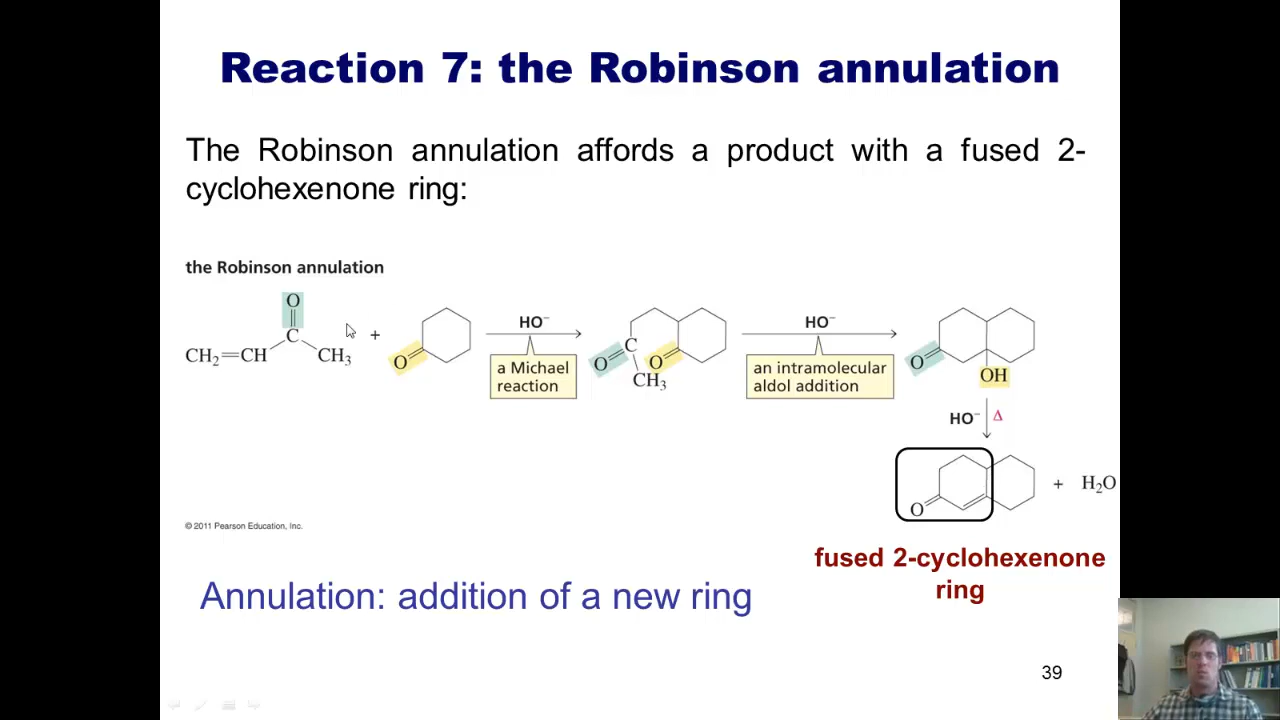 Reaction 7: the Robinson annulation
The Robinson annulation affords a product with a fused 2-
cyclohexenone ring:
the Robinson annulation
O
C
CH₂=CH
CH₃
+
O
HO⁻
a Michael
reaction
O
C
O
CH₃
HO⁻
an intramolecular
aldol addition
O
OH
HO⁻ Δ
O
+ H₂O
© 2011 Pearson Education, Inc.
fused 2-cyclohexenone
ring
Annulation: addition of a new ring
39